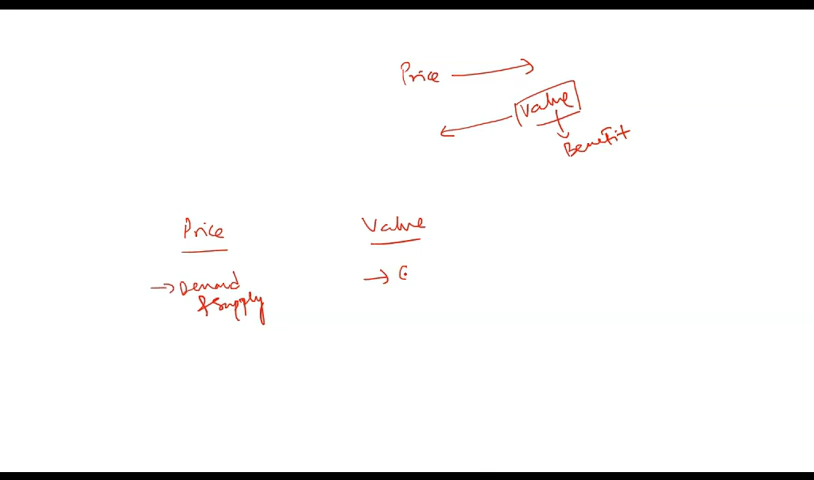 Price →
← Value
Benefit
Price Value
→ Demand
& Supply
→